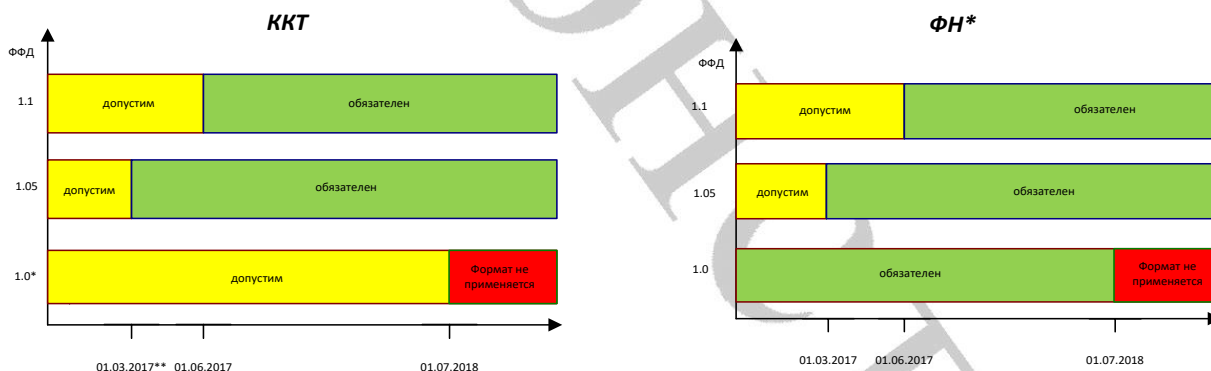 ККТ
ФФД
1.1
допустим
обязателен
1.05
допустим
обязателен
1.0*
допустим
Формат не
применяется
01.03.2017** 01.06.2017
01.07.2018
ФН*
ФФД
1.1
допустим
обязателен
1.05
допустим
обязателен
1.0
обязателен
Формат не
применяется
01.03.2017
01.06.2017
01.07.2018